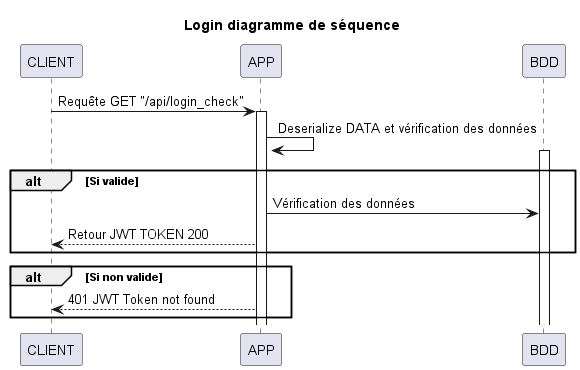 Login diagramme de séquence
CLIENT APP BDD
Requête GET "/api/login_check"
Deserialize DATA et vérification des données
alt [Si valide]
Vérification des données
Retour JWT TOKEN 200
alt [Si non valide]
401 JWT Token not found
CLIENT APP BDD